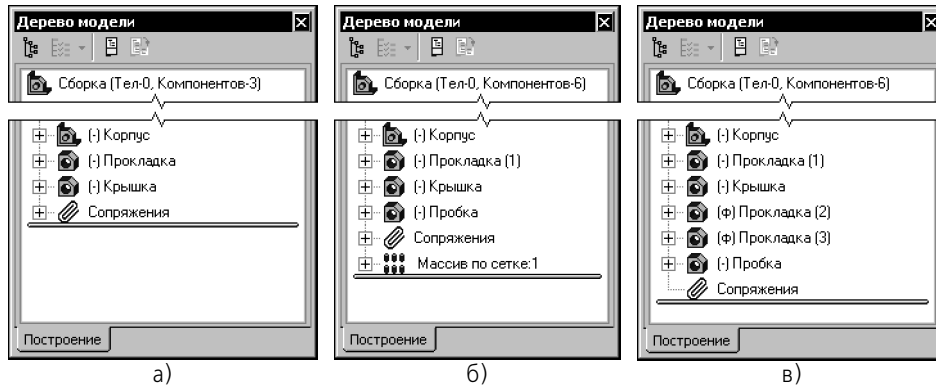 Дерево модели
Сборка (Тел-0, Компонентов-3)
(-) Корпус
(-) Прокладка
(-) Крышка
Сопряжения
Построение
а)
Дерево модели
Сборка (Тел-0, Компонентов-6)
(-) Корпус
(-) Прокладка (1)
(-) Крышка
(-) Пробка
Сопряжения
Массив по сетке:1
Построение
б)
Дерево модели
Сборка (Тел-0, Компонентов-6)
(-) Корпус
(-) Прокладка (1)
(-) Крышка
(ф) Прокладка (2)
(ф) Прокладка (3)
(-) Пробка
Сопряжения
Построение
в)